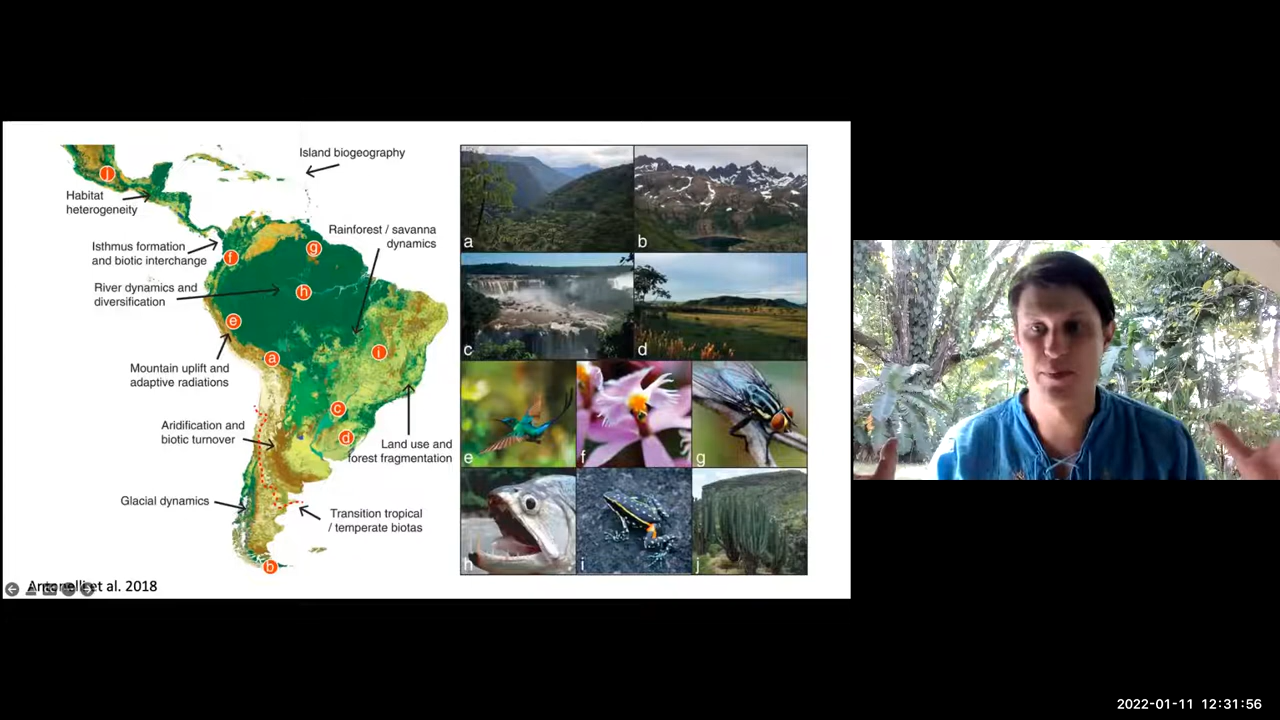 Island biogeography
j
Habitat
heterogeneity
Rainforest / savanna
dynamics
Isthmus formation
and biotic interchange
g
f
River dynamics and
diversification
h
e
i
a
Mountain uplift and
adaptive radiations
c
Aridification and
biotic turnover
d
Land use and
forest fragmentation
Glacial dynamics
Transition tropical
/ temperate biotas
b
Antonelli et al. 2018
a
b
c
d
e
f
g
h
i
j
2022-01-11 12:31:56